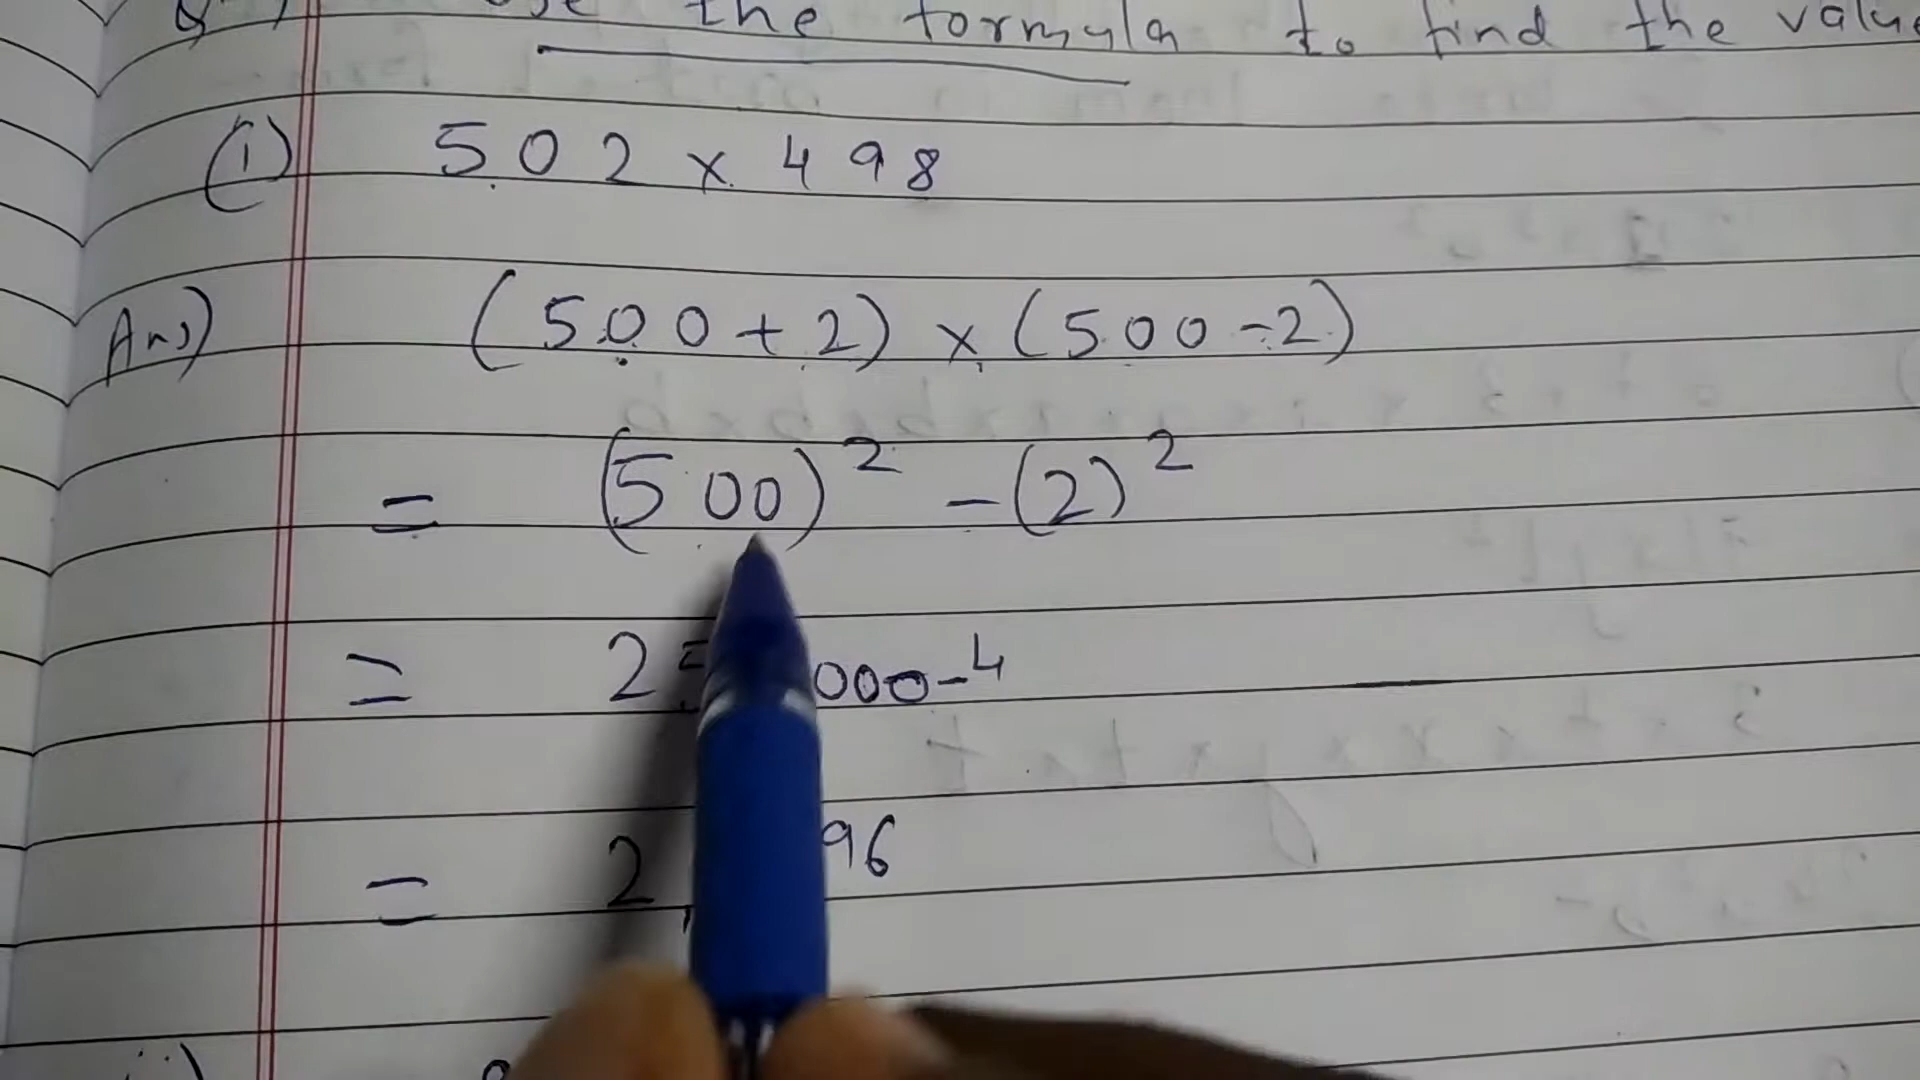 the formula to find the value
(i) 502 x 498
Ans) (500 + 2) x (500 - 2)
= (500)² - (2)²
= 2 000-4
= 2 96
ii)